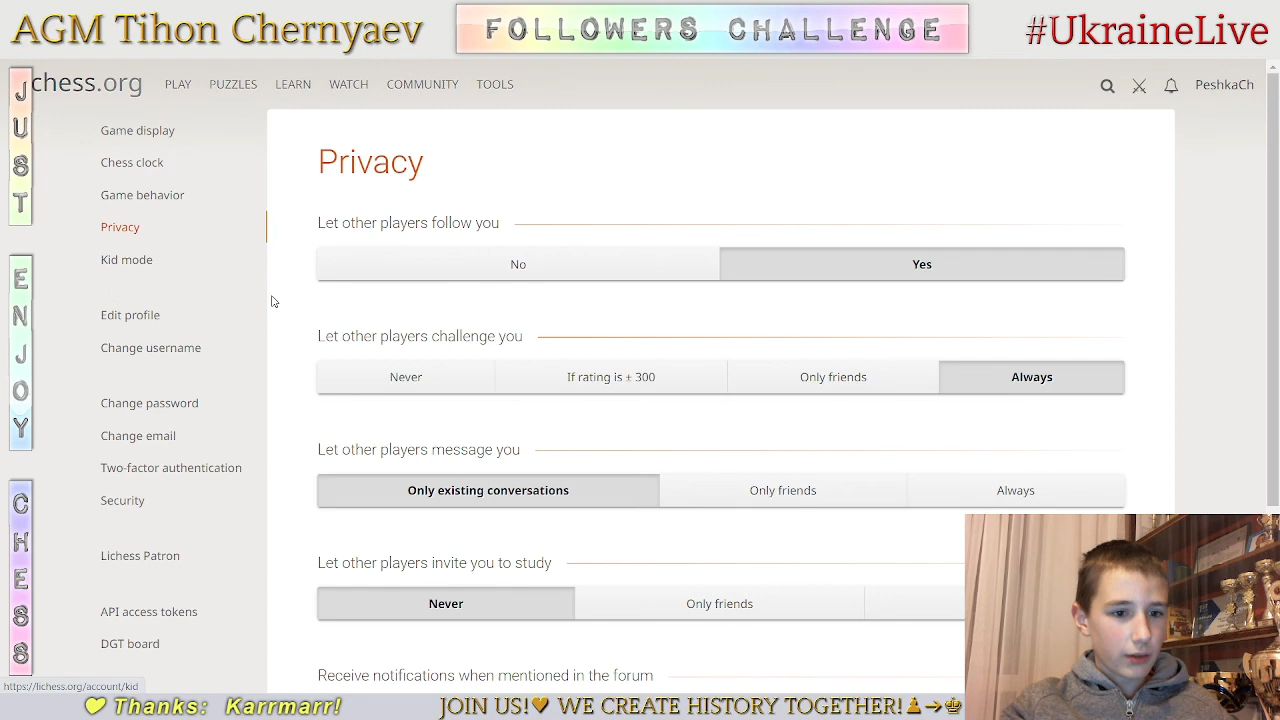 AGM Tihon Chernyaev
FOLLOWERS CHALLENGE
#UkraineLive
JUST
ENJOY
CHESS
chess.org
PLAY
PUZZLES
LEARN
WATCH
COMMUNITY
TOOLS
PeshkaCh
Game display
Chess clock
Game behavior
Privacy
Kid mode
Edit profile
Change username
Change password
Change email
Two-factor authentication
Security
Lichess Patron
API access tokens
DGT board
Privacy
Let other players follow you
No
Yes
Let other players challenge you
Never
If rating is ± 300
Only friends
Always
Let other players message you
Only existing conversations
Only friends
Always
Let other players invite you to study
Never
Only friends
Receive notifications when mentioned in the forum
https://lichess.org/account/kid
Thanks: Karrmarr!
JOIN US!♥ WE CREATE HISTORY TOGETHER!♟→♚